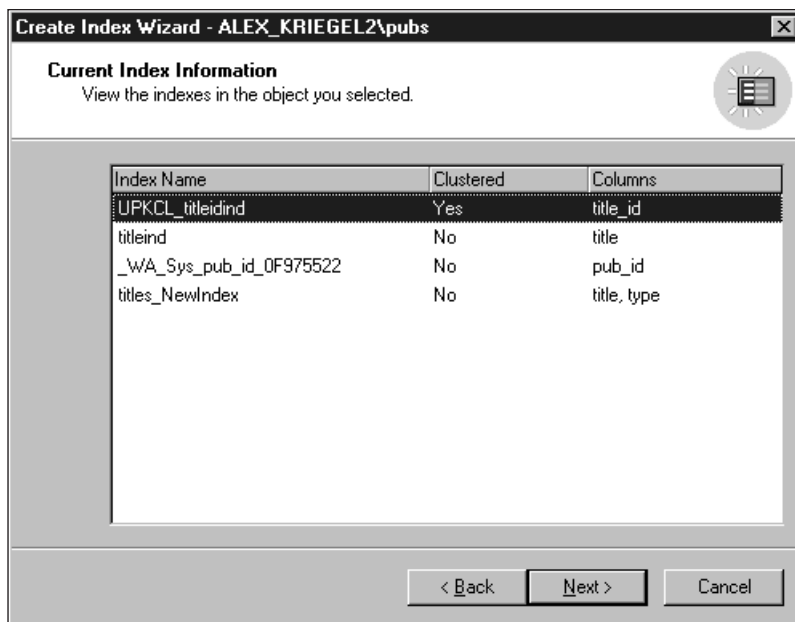 Create Index Wizard - ALEX_KRIEGEL2\pubs
Current Index Information
View the indexes in the object you selected.
Index Name Clustered Columns
UPKCL_titleidind Yes title_id
titleind No title
_WA_Sys_pub_id_0F975522 No pub_id
titles_NewIndex No title, type
< Back Next > Cancel